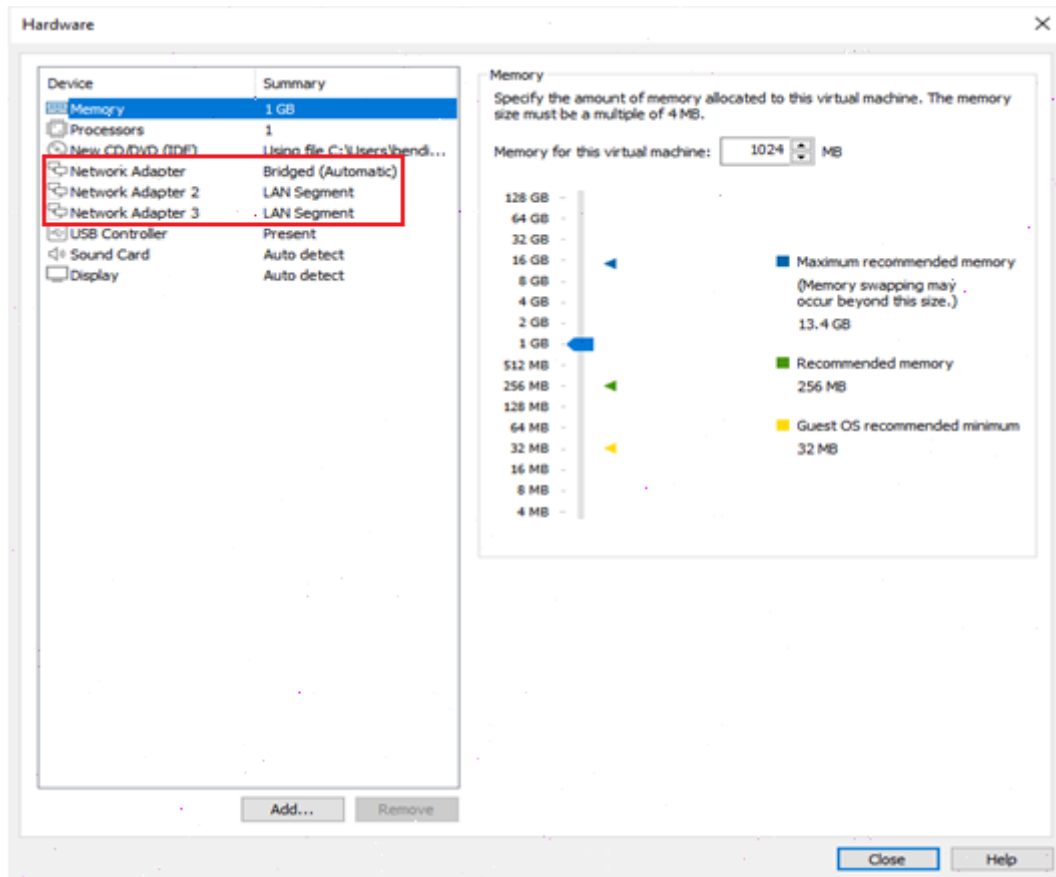 Hardware
Device Summary
Memory 1 GB
Processors 1
New CD/DVD (IDE) Using file C:\Users\bendi...
Network Adapter Bridged (Automatic)
Network Adapter 2 LAN Segment
Network Adapter 3 LAN Segment
USB Controller Present
Sound Card Auto detect
Display Auto detect
Add... Remove
Memory
Specify the amount of memory allocated to this virtual machine. The memory
size must be a multiple of 4 MB.
Memory for this virtual machine: 1024 MB
128 GB
64 GB
32 GB
16 GB
8 GB
4 GB
2 GB
1 GB
512 MB
256 MB
128 MB
64 MB
32 MB
16 MB
8 MB
4 MB
Maximum recommended memory
(Memory swapping may
occur beyond this size.)
13.4 GB
Recommended memory
256 MB
Guest OS recommended minimum
32 MB
Close Help